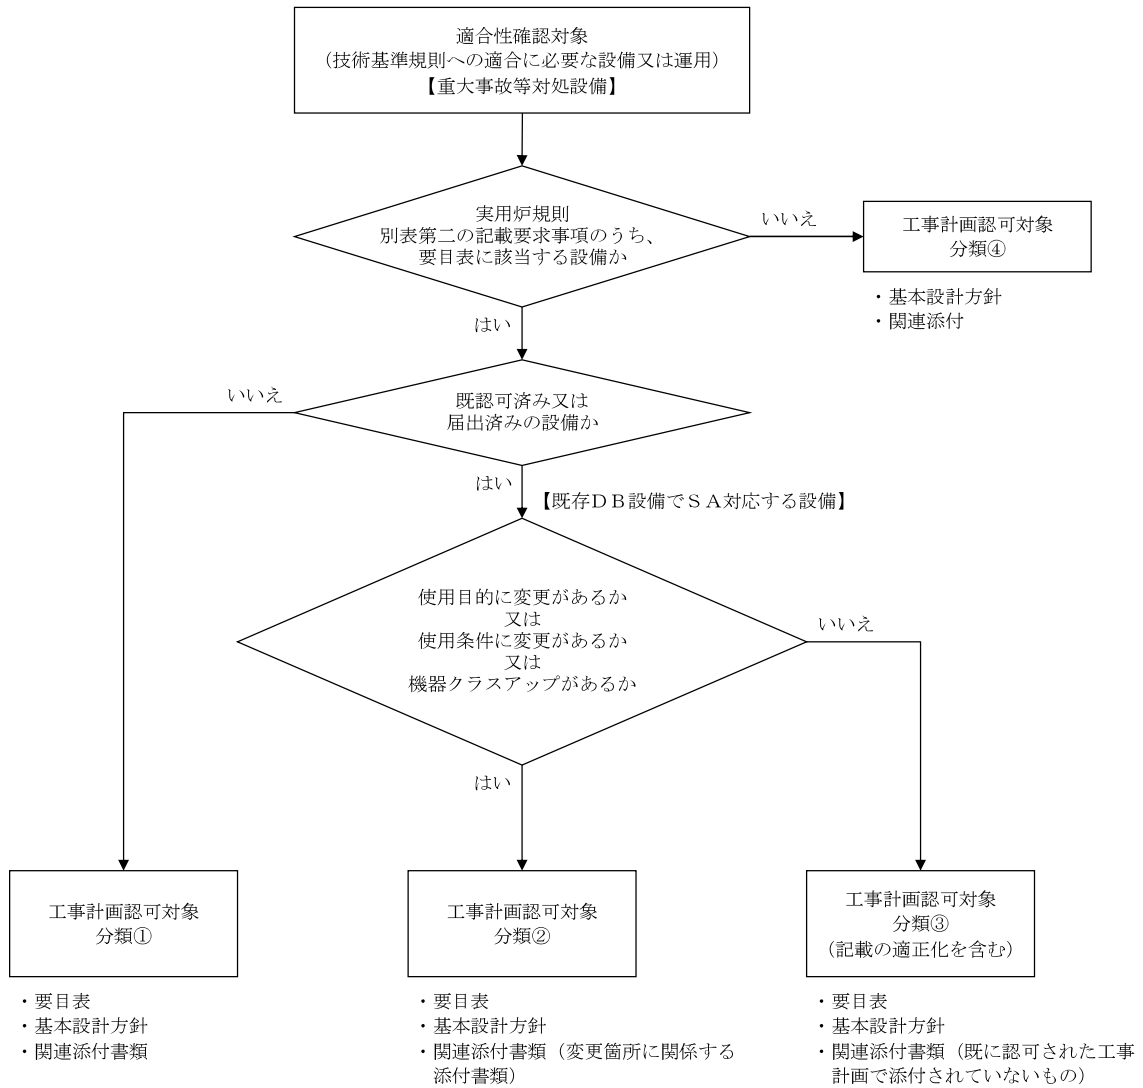 適合性確認対象
（技術基準規則への適合に必要な設備又は運用）
【重大事故等対処設備】
実用炉規則
別表第二の記載要求事項のうち、
要目表に該当する設備か
いいえ
工事計画認可対象
分類④
・基本設計方針
・関連添付
はい
既認可済み又は
届出済みの設備か
いいえ
はい
【既存ＤＢ設備でＳＡ対応する設備】
使用目的に変更があるか
又は
使用条件に変更があるか
又は
機器クラスアップがあるか
いいえ
はい
工事計画認可対象
分類①
・要目表
・基本設計方針
・関連添付書類
工事計画認可対象
分類②
・要目表
・基本設計方針
・関連添付書類（変更箇所に関係する
添付書類）
工事計画認可対象
分類③
（記載の適正化を含む）
・要目表
・基本設計方針
・関連添付書類（既に認可された工事
計画で添付されていないもの）